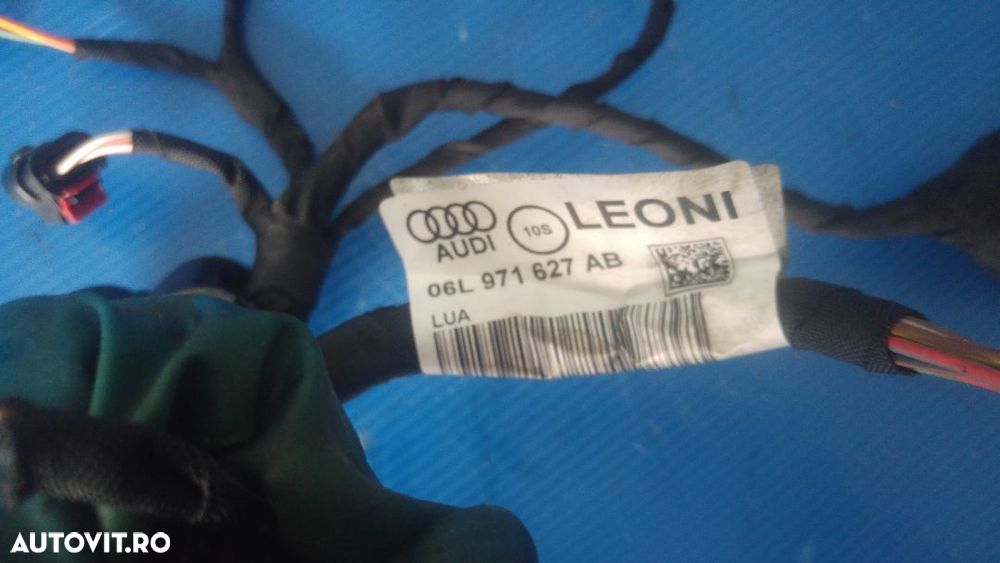 LEONI
10S
AUDI
06L 971 627 AB
LUA
AUTOVIT.RO